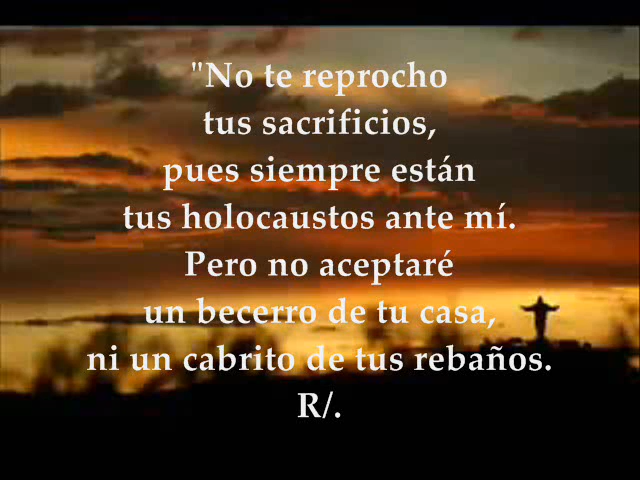 "No te reprocho
tus sacrificios,
pues siempre están
tus holocaustos ante mí.
Pero no aceptaré
un becerro de tu casa,
ni un cabrito de tus rebaños.
R/.